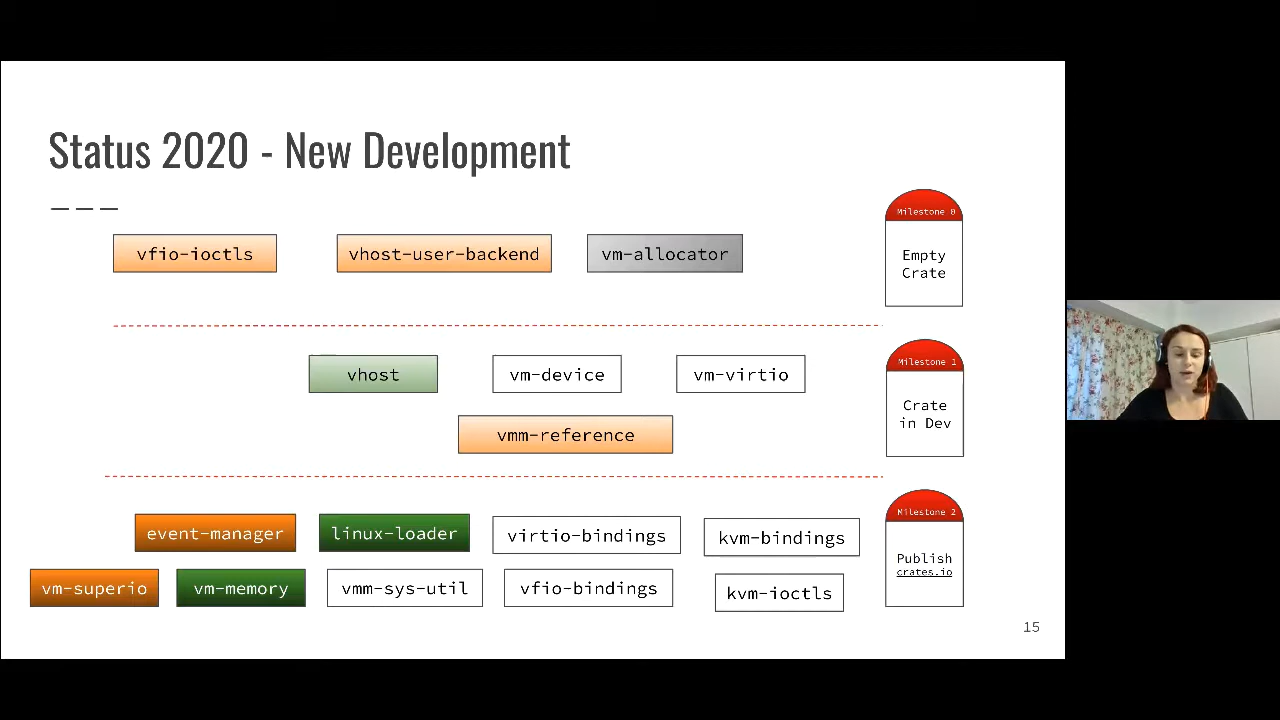 Status 2020 - New Development
Milestone 0
Empty
Crate
vfio-ioctls
vhost-user-backend
vm-allocator
Milestone 1
Crate
in Dev
vhost
vm-device
vm-virtio
vmm-reference
Milestone 2
Publish
crates.io
event-manager
linux-loader
virtio-bindings
kvm-bindings
vm-superio
vm-memory
vmm-sys-util
vfio-bindings
kvm-ioctls
15